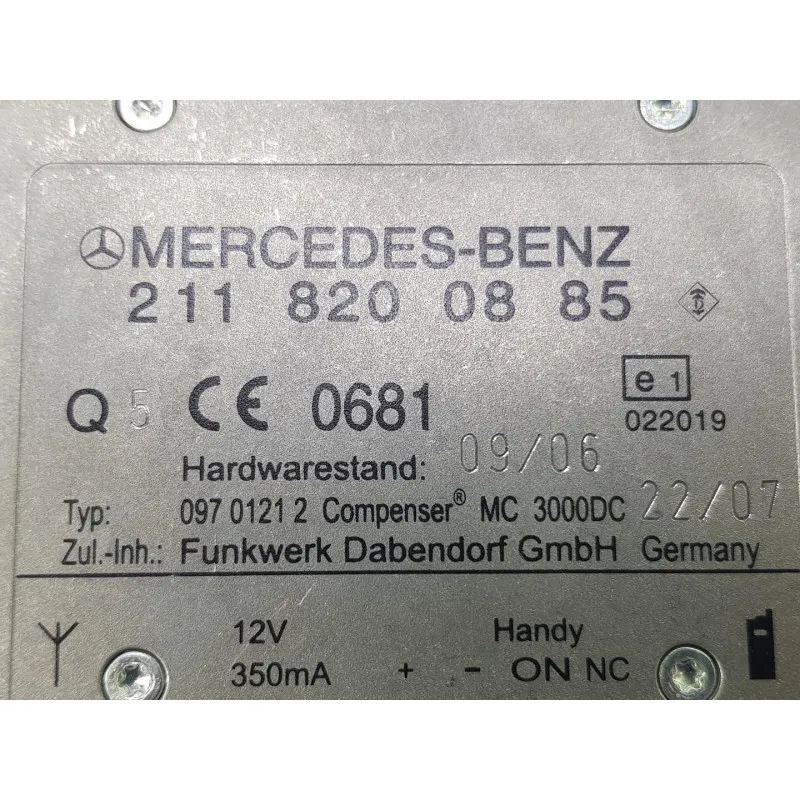 MERCEDES-BENZ
211 820 08 85
Q 5 CE 0681 e 1
022019
Hardwarestand: 09/06
Typ: 097 0121 2 Compenser® MC 3000DC 22/07
Zul.-Inh.: Funkwerk Dabendorf GmbH Germany
12V Handy
350mA + - ON NC